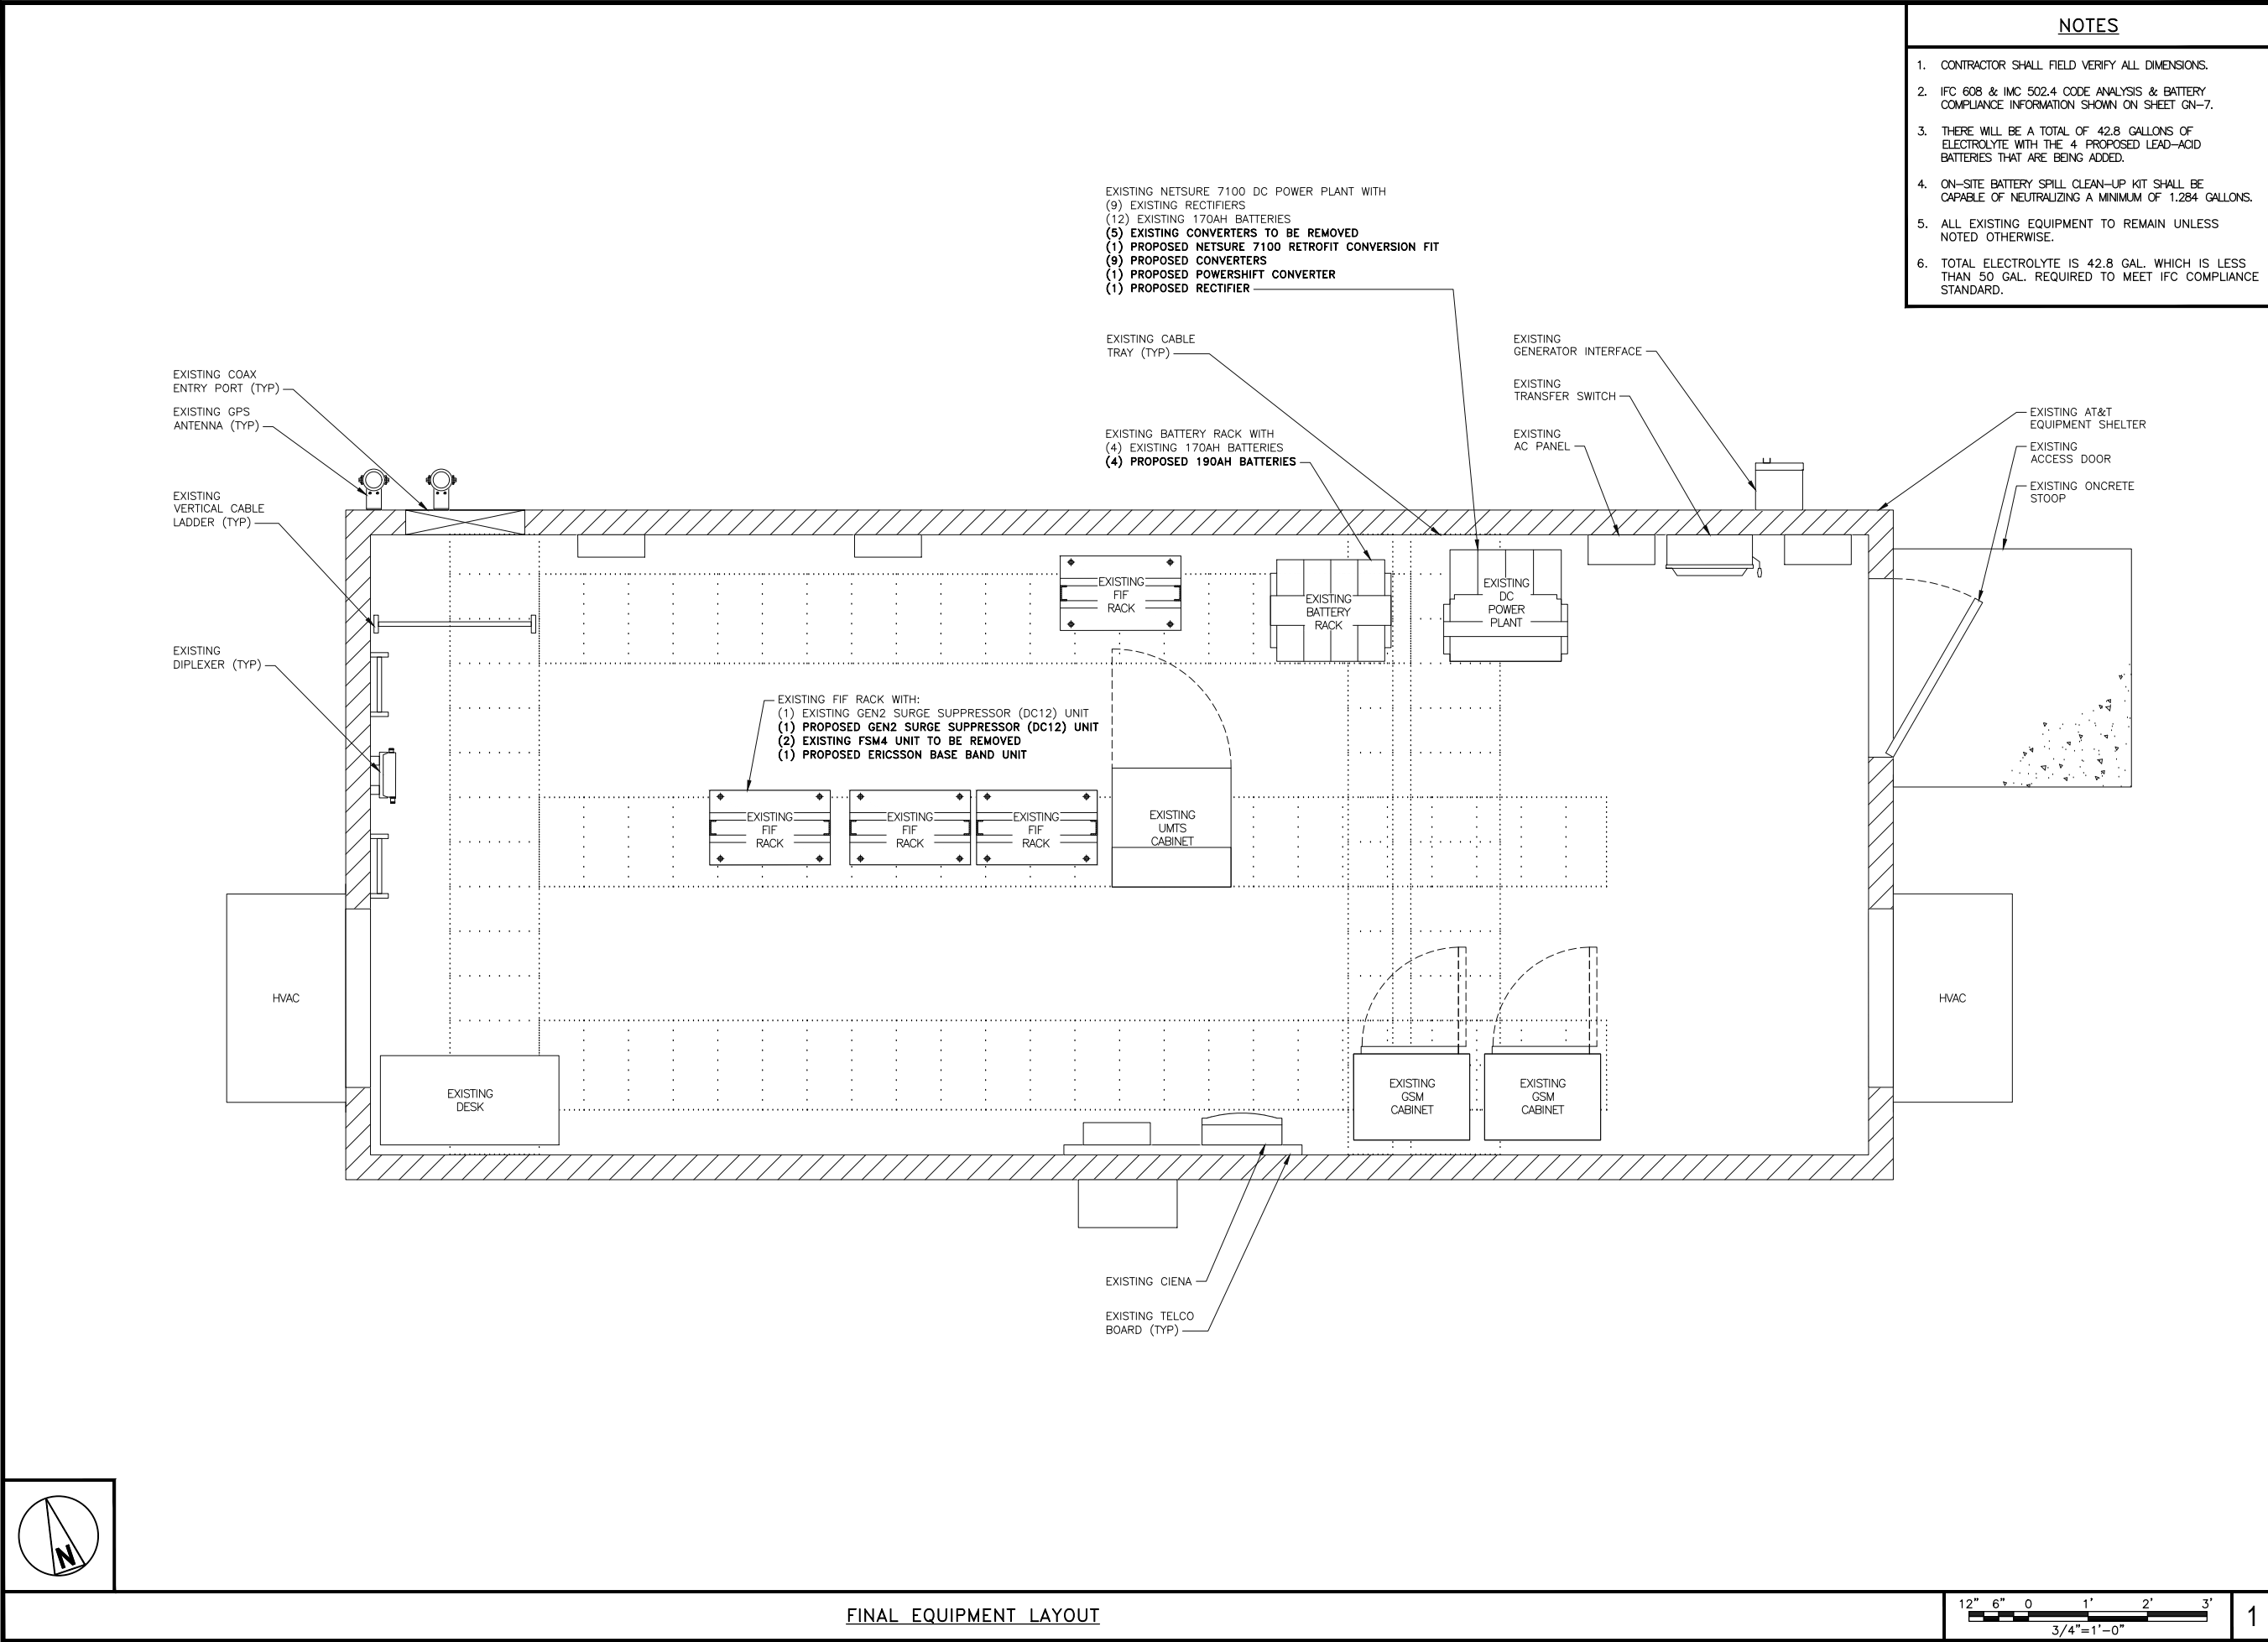 NOTES
1. CONTRACTOR SHALL FIELD VERIFY ALL DIMENSIONS.
2. IFC 608 & IMC 502.4 CODE ANALYSIS & BATTERY
COMPLIANCE INFORMATION SHOWN ON SHEET GN-7.
3. THERE WILL BE A TOTAL OF 42.8 GALLONS OF
ELECTROLYTE WITH THE 4 PROPOSED LEAD-ACID
BATTERIES THAT ARE BEING ADDED.
4. ON-SITE BATTERY SPILL CLEAN-UP KIT SHALL BE
CAPABLE OF NEUTRALIZING A MINIMUM OF 1.284 GALLONS.
5. ALL EXISTING EQUIPMENT TO REMAIN UNLESS
NOTED OTHERWISE.
6. TOTAL ELECTROLYTE IS 42.8 GAL. WHICH IS LESS
THAN 50 GAL. REQUIRED TO MEET IFC COMPLIANCE
STANDARD.
EXISTING NETSURE 7100 DC POWER PLANT WITH
(9) EXISTING RECTIFIERS
(12) EXISTING 170AH BATTERIES
(5) EXISTING CONVERTERS TO BE REMOVED
(1) PROPOSED NETSURE 7100 RETROFIT CONVERSION FIT
(9) PROPOSED CONVERTERS
(1) PROPOSED POWERSHIFT CONVERTER
(1) PROPOSED RECTIFIER
EXISTING CABLE
TRAY (TYP)
EXISTING
GENERATOR INTERFACE
EXISTING
TRANSFER SWITCH
EXISTING
AC PANEL
EXISTING BATTERY RACK WITH
(4) EXISTING 170AH BATTERIES
(4) PROPOSED 190AH BATTERIES
EXISTING COAX
ENTRY PORT (TYP)
EXISTING GPS
ANTENNA (TYP)
EXISTING
VERTICAL CABLE
LADDER (TYP)
EXISTING
DIPLEXER (TYP)
EXISTING AT&T
EQUIPMENT SHELTER
EXISTING
ACCESS DOOR
EXISTING ONCRETE
STOOP
EXISTING
FIF
RACK
EXISTING
BATTERY
RACK
EXISTING
DC
POWER
PLANT
EXISTING FIF RACK WITH:
(1) EXISTING GEN2 SURGE SUPPRESSOR (DC12) UNIT
(1) PROPOSED GEN2 SURGE SUPPRESSOR (DC12) UNIT
(2) EXISTING FSM4 UNIT TO BE REMOVED
(1) PROPOSED ERICSSON BASE BAND UNIT
EXISTING
FIF
RACK
EXISTING
FIF
RACK
EXISTING
FIF
RACK
EXISTING
UMTS
CABINET
HVAC
HVAC
EXISTING
DESK
EXISTING
GSM
CABINET
EXISTING
GSM
CABINET
EXISTING CIENA
EXISTING TELCO
BOARD (TYP)
N
FINAL EQUIPMENT LAYOUT
12" 6" 0 1' 2' 3'
3/4"=1'-0"
1